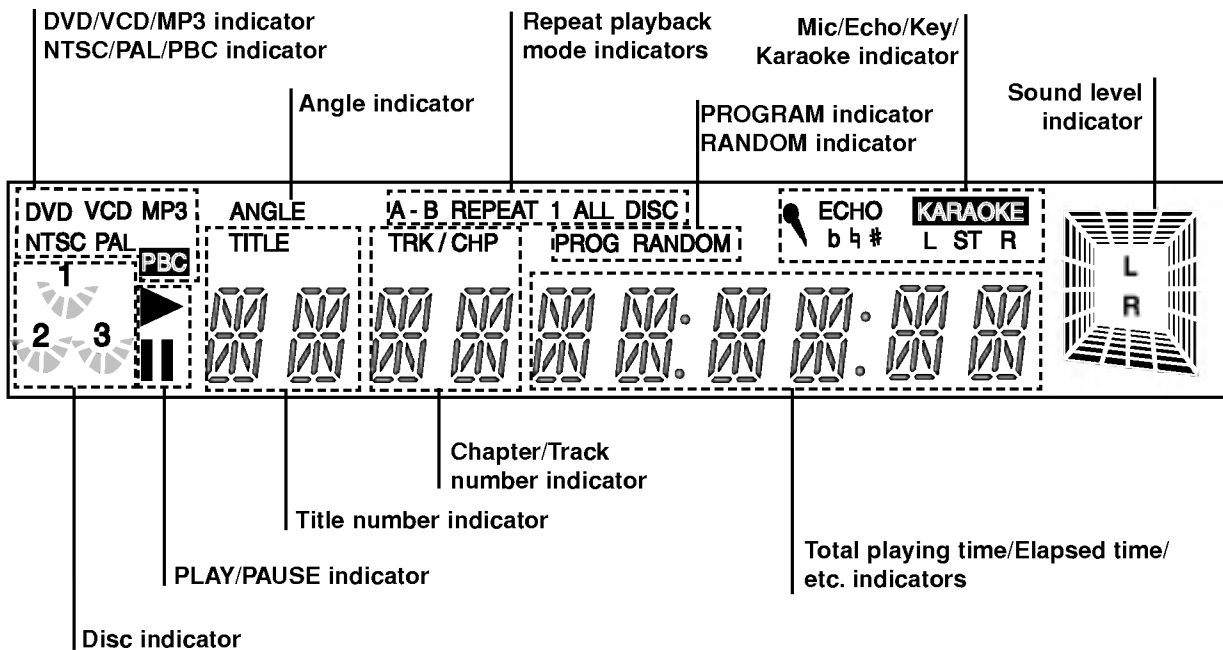 DVD/VCD/MP3 indicator
NTSC/PAL/PBC indicator
Angle indicator
Repeat playback
mode indicators
PROGRAM indicator
RANDOM indicator
Mic/Echo/Key/
Karaoke indicator
Sound level
indicator
DVD VCD MP3
NTSC PAL
PBC
1
2 3
ANGLE
TITLE
A - B REPEAT 1 ALL DISC
TRK / CHP
PROG RANDOM
ECHO
b ♮ #
KARAOKE
L ST R
L
R
Chapter/Track
number indicator
Title number indicator
PLAY/PAUSE indicator
Disc indicator
Total playing time/Elapsed time/
etc. indicators